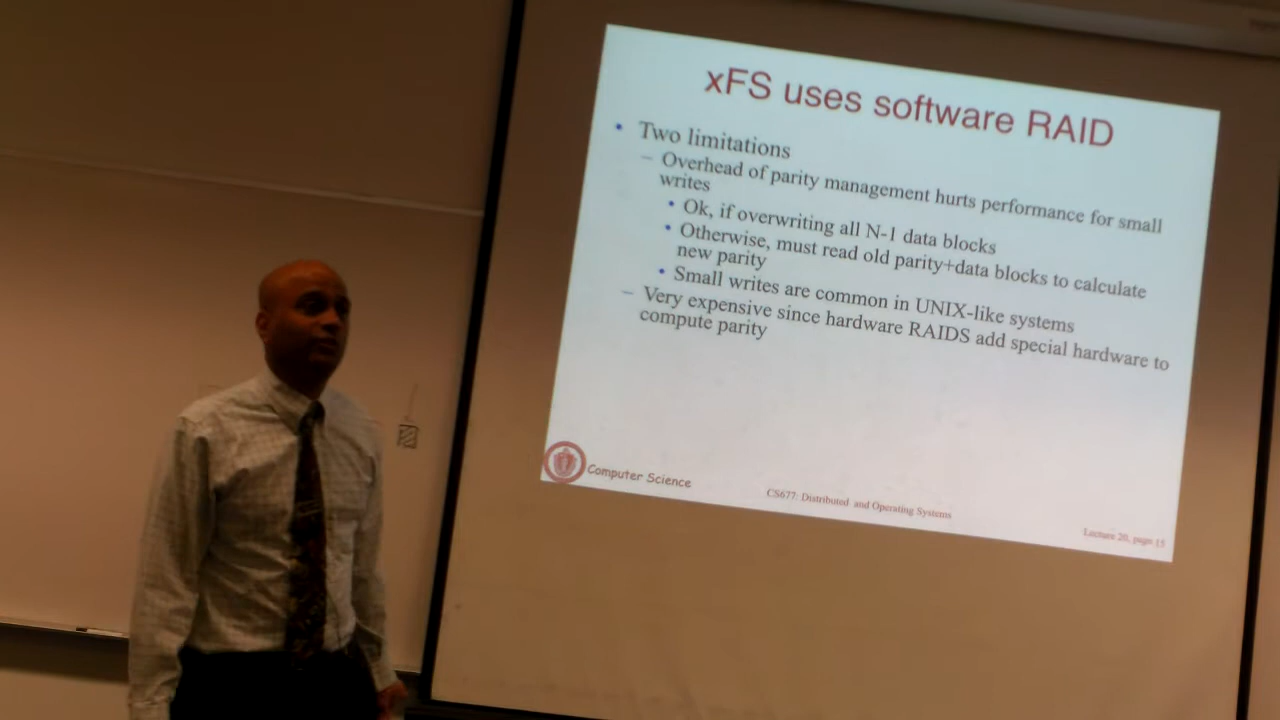 xFS uses software RAID
• Two limitations
– Overhead of parity management hurts performance for small
writes
• Ok, if overwriting all N-1 data blocks
• Otherwise, must read old parity+data blocks to calculate
new parity
• Small writes are common in UNIX-like systems
– Very expensive since hardware RAIDS add special hardware to
compute parity
Computer Science
CS677: Distributed and Operating Systems
Lecture 20, page 15